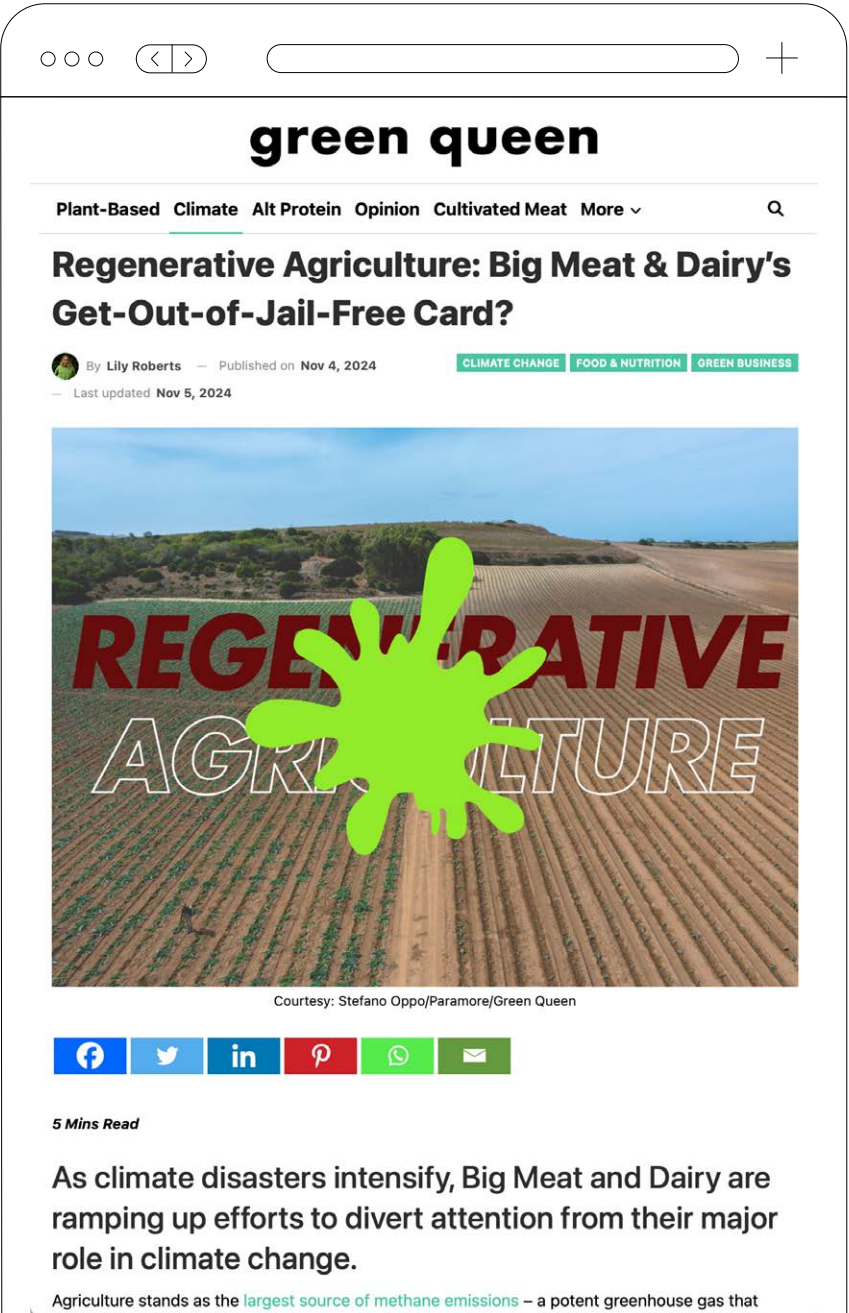 green queen
Plant-Based Climate Alt Protein Opinion Cultivated Meat More
Regenerative Agriculture: Big Meat & Dairy's
Get-Out-of-Jail-Free Card?
By Lily Roberts — Published on Nov 4, 2024
CLIMATE CHANGE FOOD & NUTRITION GREEN BUSINESS
— Last updated Nov 5, 2024
REGENERATIVE
AGRICULTURE
Courtesy: Stefano Oppo/Paramore/Green Queen
5 Mins Read
As climate disasters intensify, Big Meat and Dairy are
ramping up efforts to divert attention from their major
role in climate change.
Agriculture stands as the largest source of methane emissions – a potent greenhouse gas that